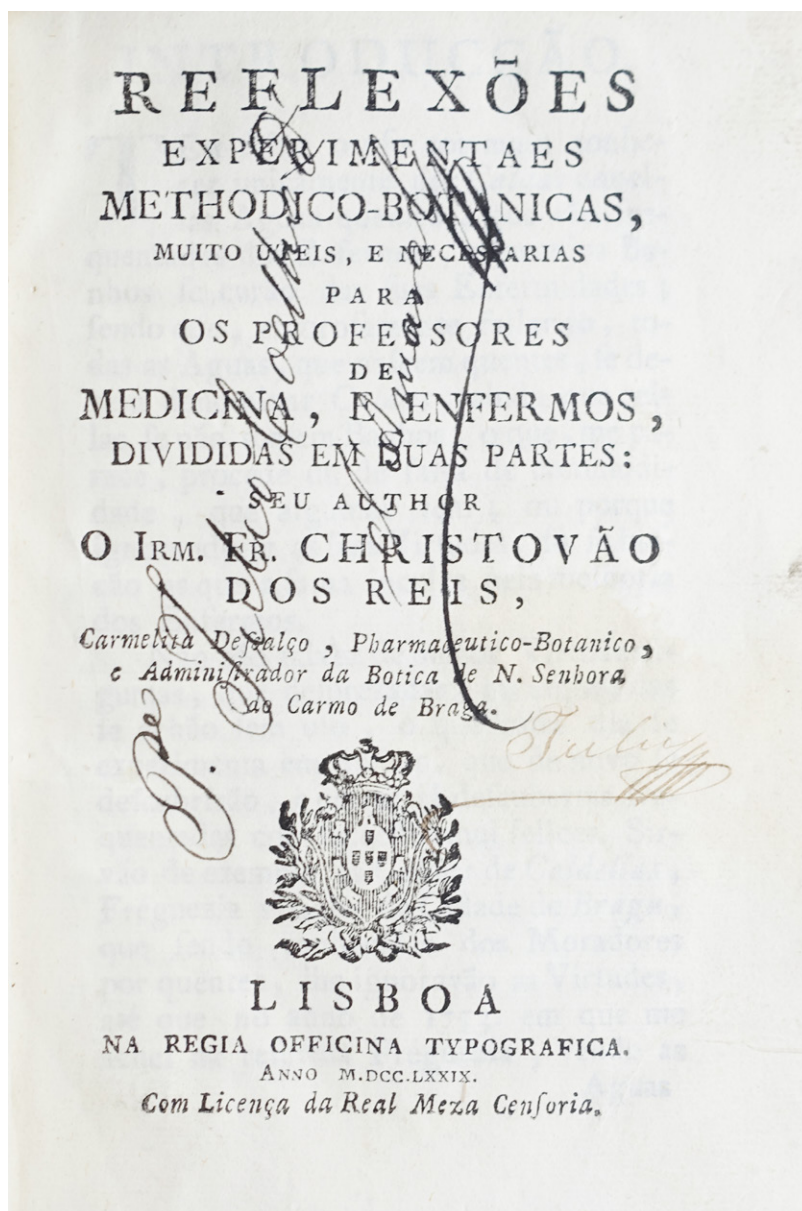 REFLEXÕES
EXPERIMENTAES
METHODICO-BOTANICAS,
MUITO UTEIS, E NECESSARIAS
PARA
OS PROFESSORES
DE
MEDICINA, E ENFERMOS,
DIVIDIDAS EM DUAS PARTES:
SEU AUTHOR
O IRM. FR. CHRISTOVÃO
DOS REIS,
Carmelita Deſcalço, Pharmaceutico-Botanico,
e Adminiſtrador da Botica de N. Senhora
do Carmo de Braga.
LISBOA
NA REGIA OFFICINA TYPOGRAFICA.
ANNO M.DCC.LXXIX.
Com Licença da Real Meza Cenſoria.